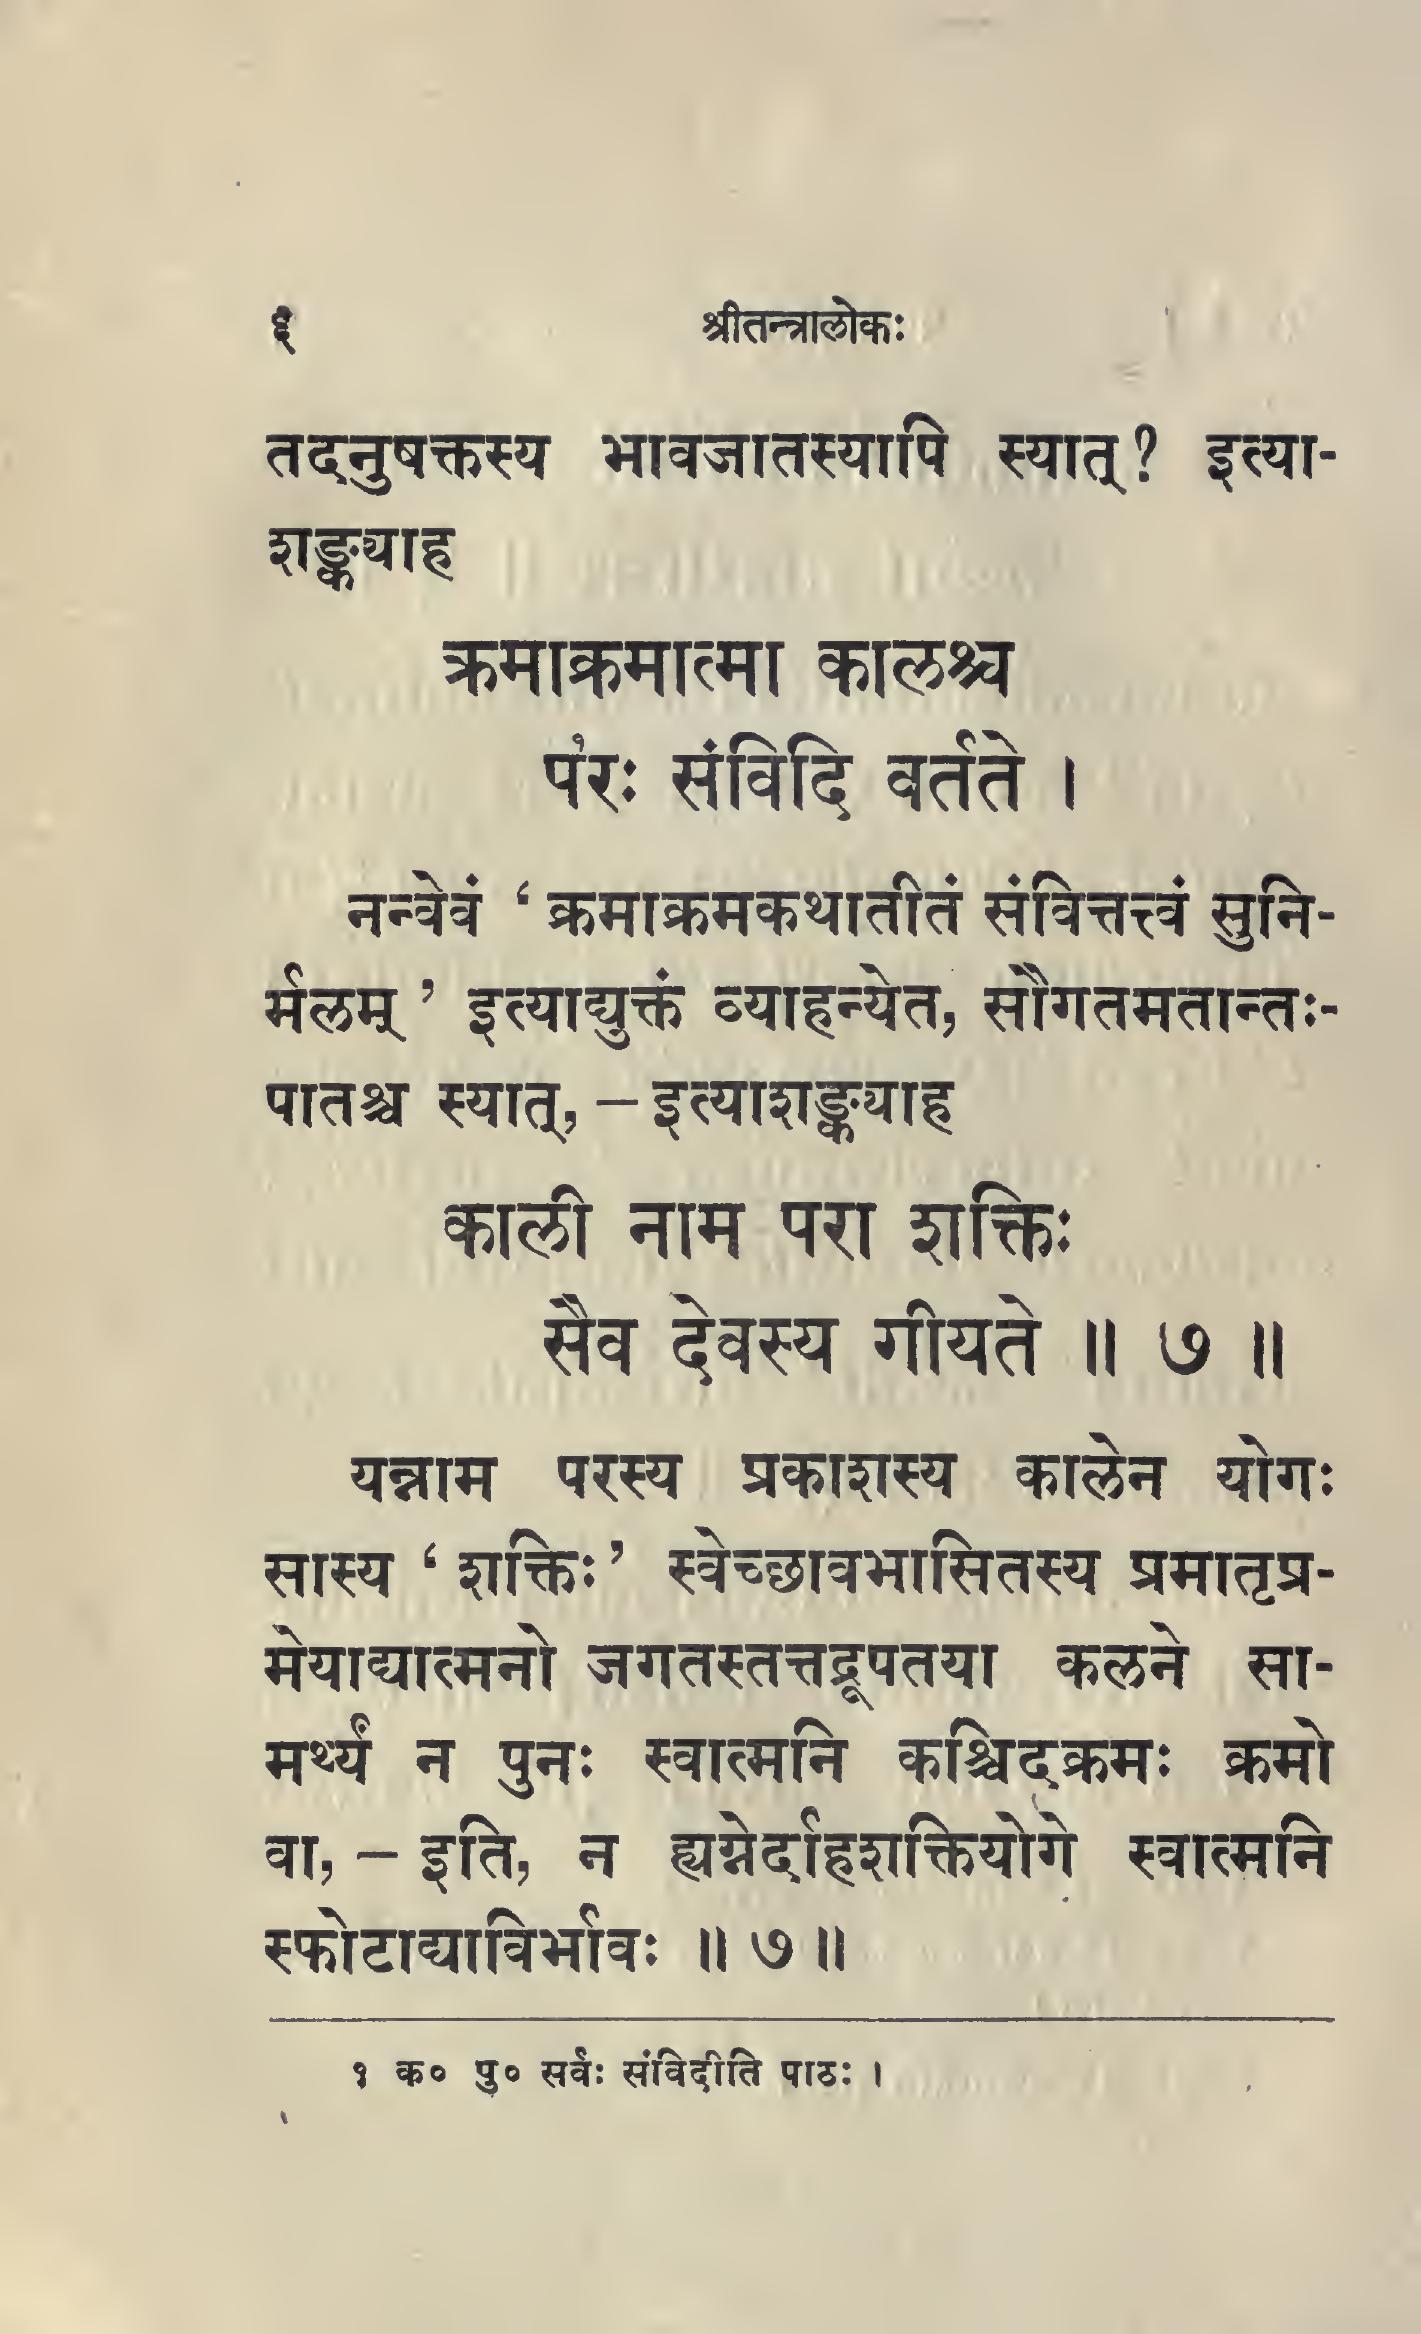 ६ श्रीतन्त्रालोकः
तदनुषक्तस्य भावजातस्यापि स्यात्? इत्या-
शङ्क्याह
क्रमाक्रमात्मा कालश्च
प१रः संविदि वर्तते ।
नन्वेवं ‘ क्रमाक्रमकथातीतं संवित्तत्त्वं सुनि-
र्मलम् ’ इत्याद्युक्तं व्याहन्येत, सौगतमतान्तः-
पातश्च स्यात्, — इत्याशङ्क्याह
काली नाम परा शक्तिः
सैव देवस्य गीयते ॥ ७ ॥
यन्नाम परस्य प्रकाशस्य कालेन योगः
सास्य ‘ शक्तिः ’ स्वेच्छावभासितस्य प्रमातृप्र-
मेयाद्यात्मनो जगतस्तत्तद्रूपतया कलने सा-
मर्थ्यं न पुनः स्वात्मनि कश्चिदक्रमः क्रमो
वा, — इति, न ह्यग्नेर्दाहशक्तियोगे स्वात्मनि
स्फोटाद्याविर्भावः ॥ ७ ॥
१ क० पु० सर्वः संविदीति पाठः ।